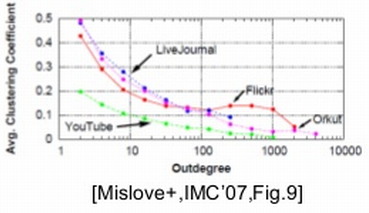 Avg. Clustering Coefficient
0.5
0.4
0.3
0.2
0.1
0
LiveJournal
Flickr
YouTube
Orkut
1 10 100 1000 10000
Outdegree
[Mislove+,IMC'07,Fig.9]